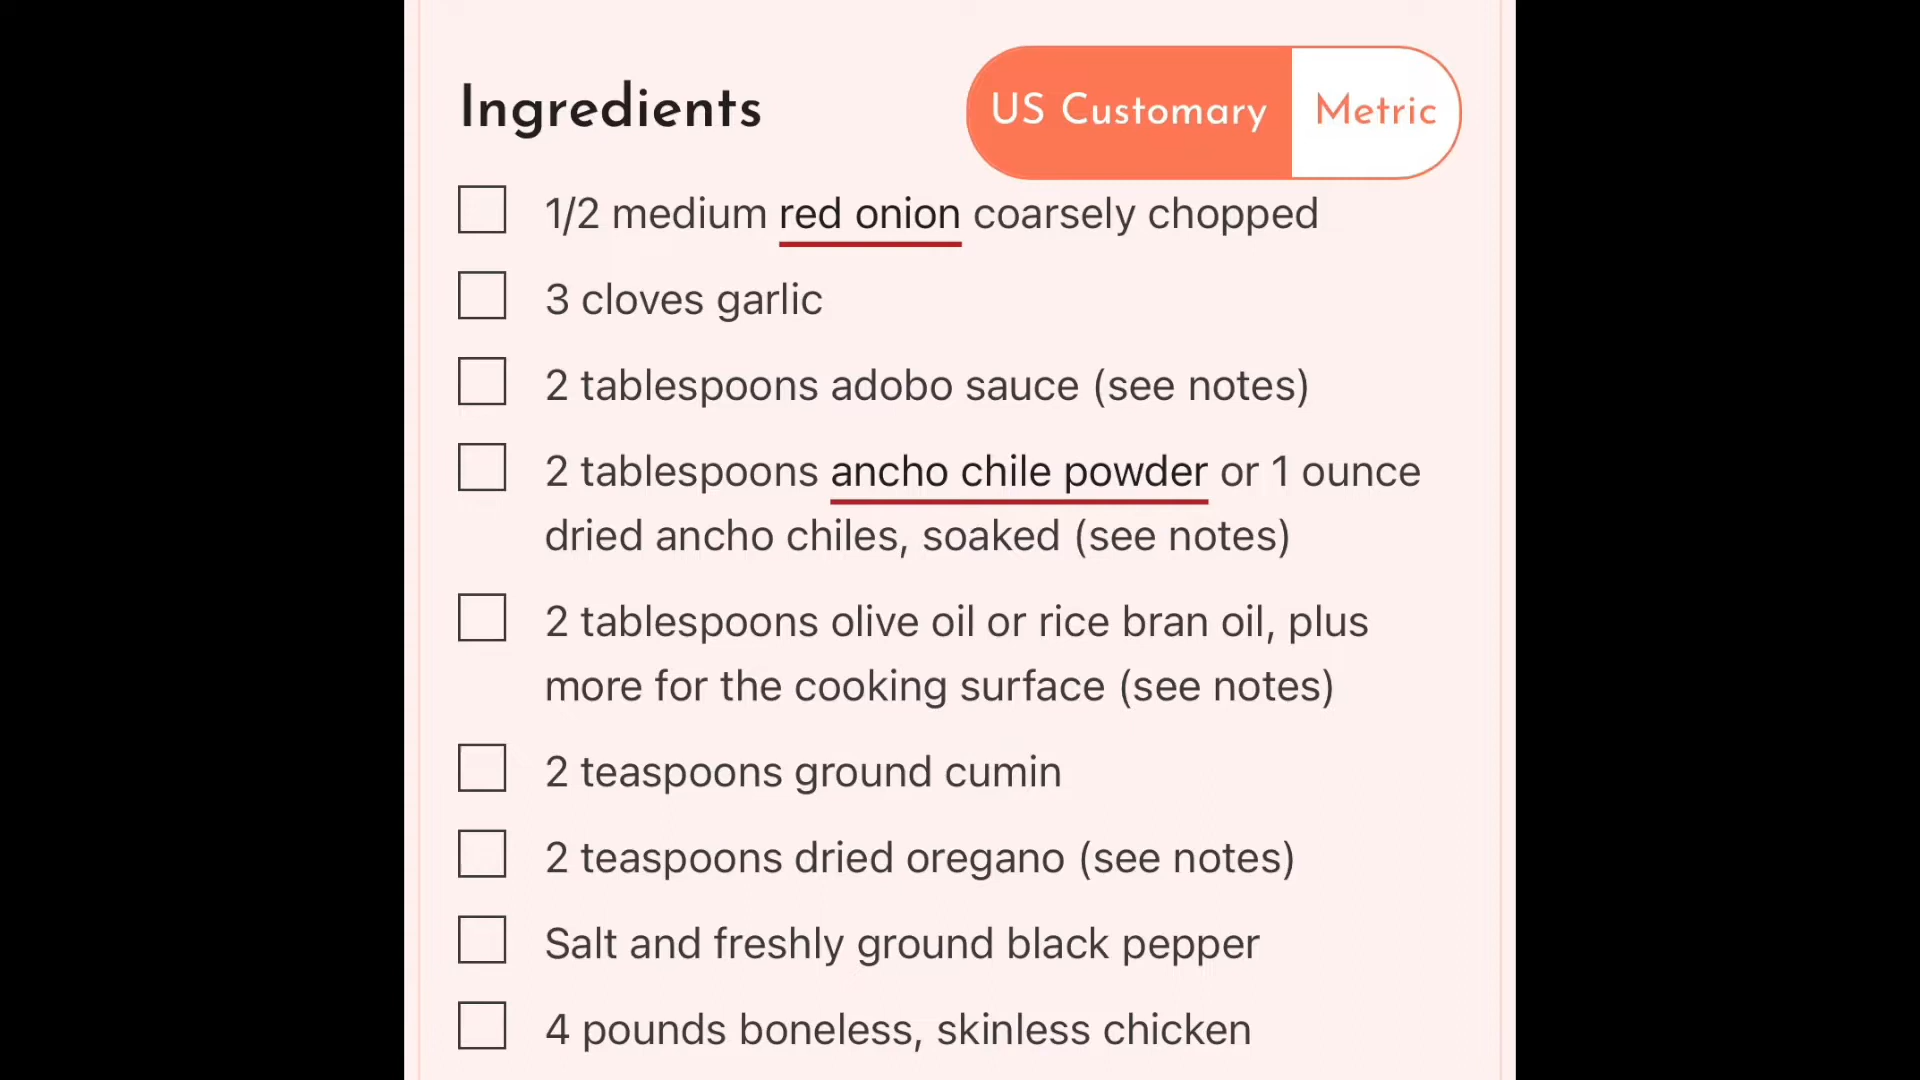 Ingredients
US Customary Metric
1/2 medium red onion coarsely chopped
3 cloves garlic
2 tablespoons adobo sauce (see notes)
2 tablespoons ancho chile powder or 1 ounce
dried ancho chiles, soaked (see notes)
2 tablespoons olive oil or rice bran oil, plus
more for the cooking surface (see notes)
2 teaspoons ground cumin
2 teaspoons dried oregano (see notes)
Salt and freshly ground black pepper
4 pounds boneless, skinless chicken